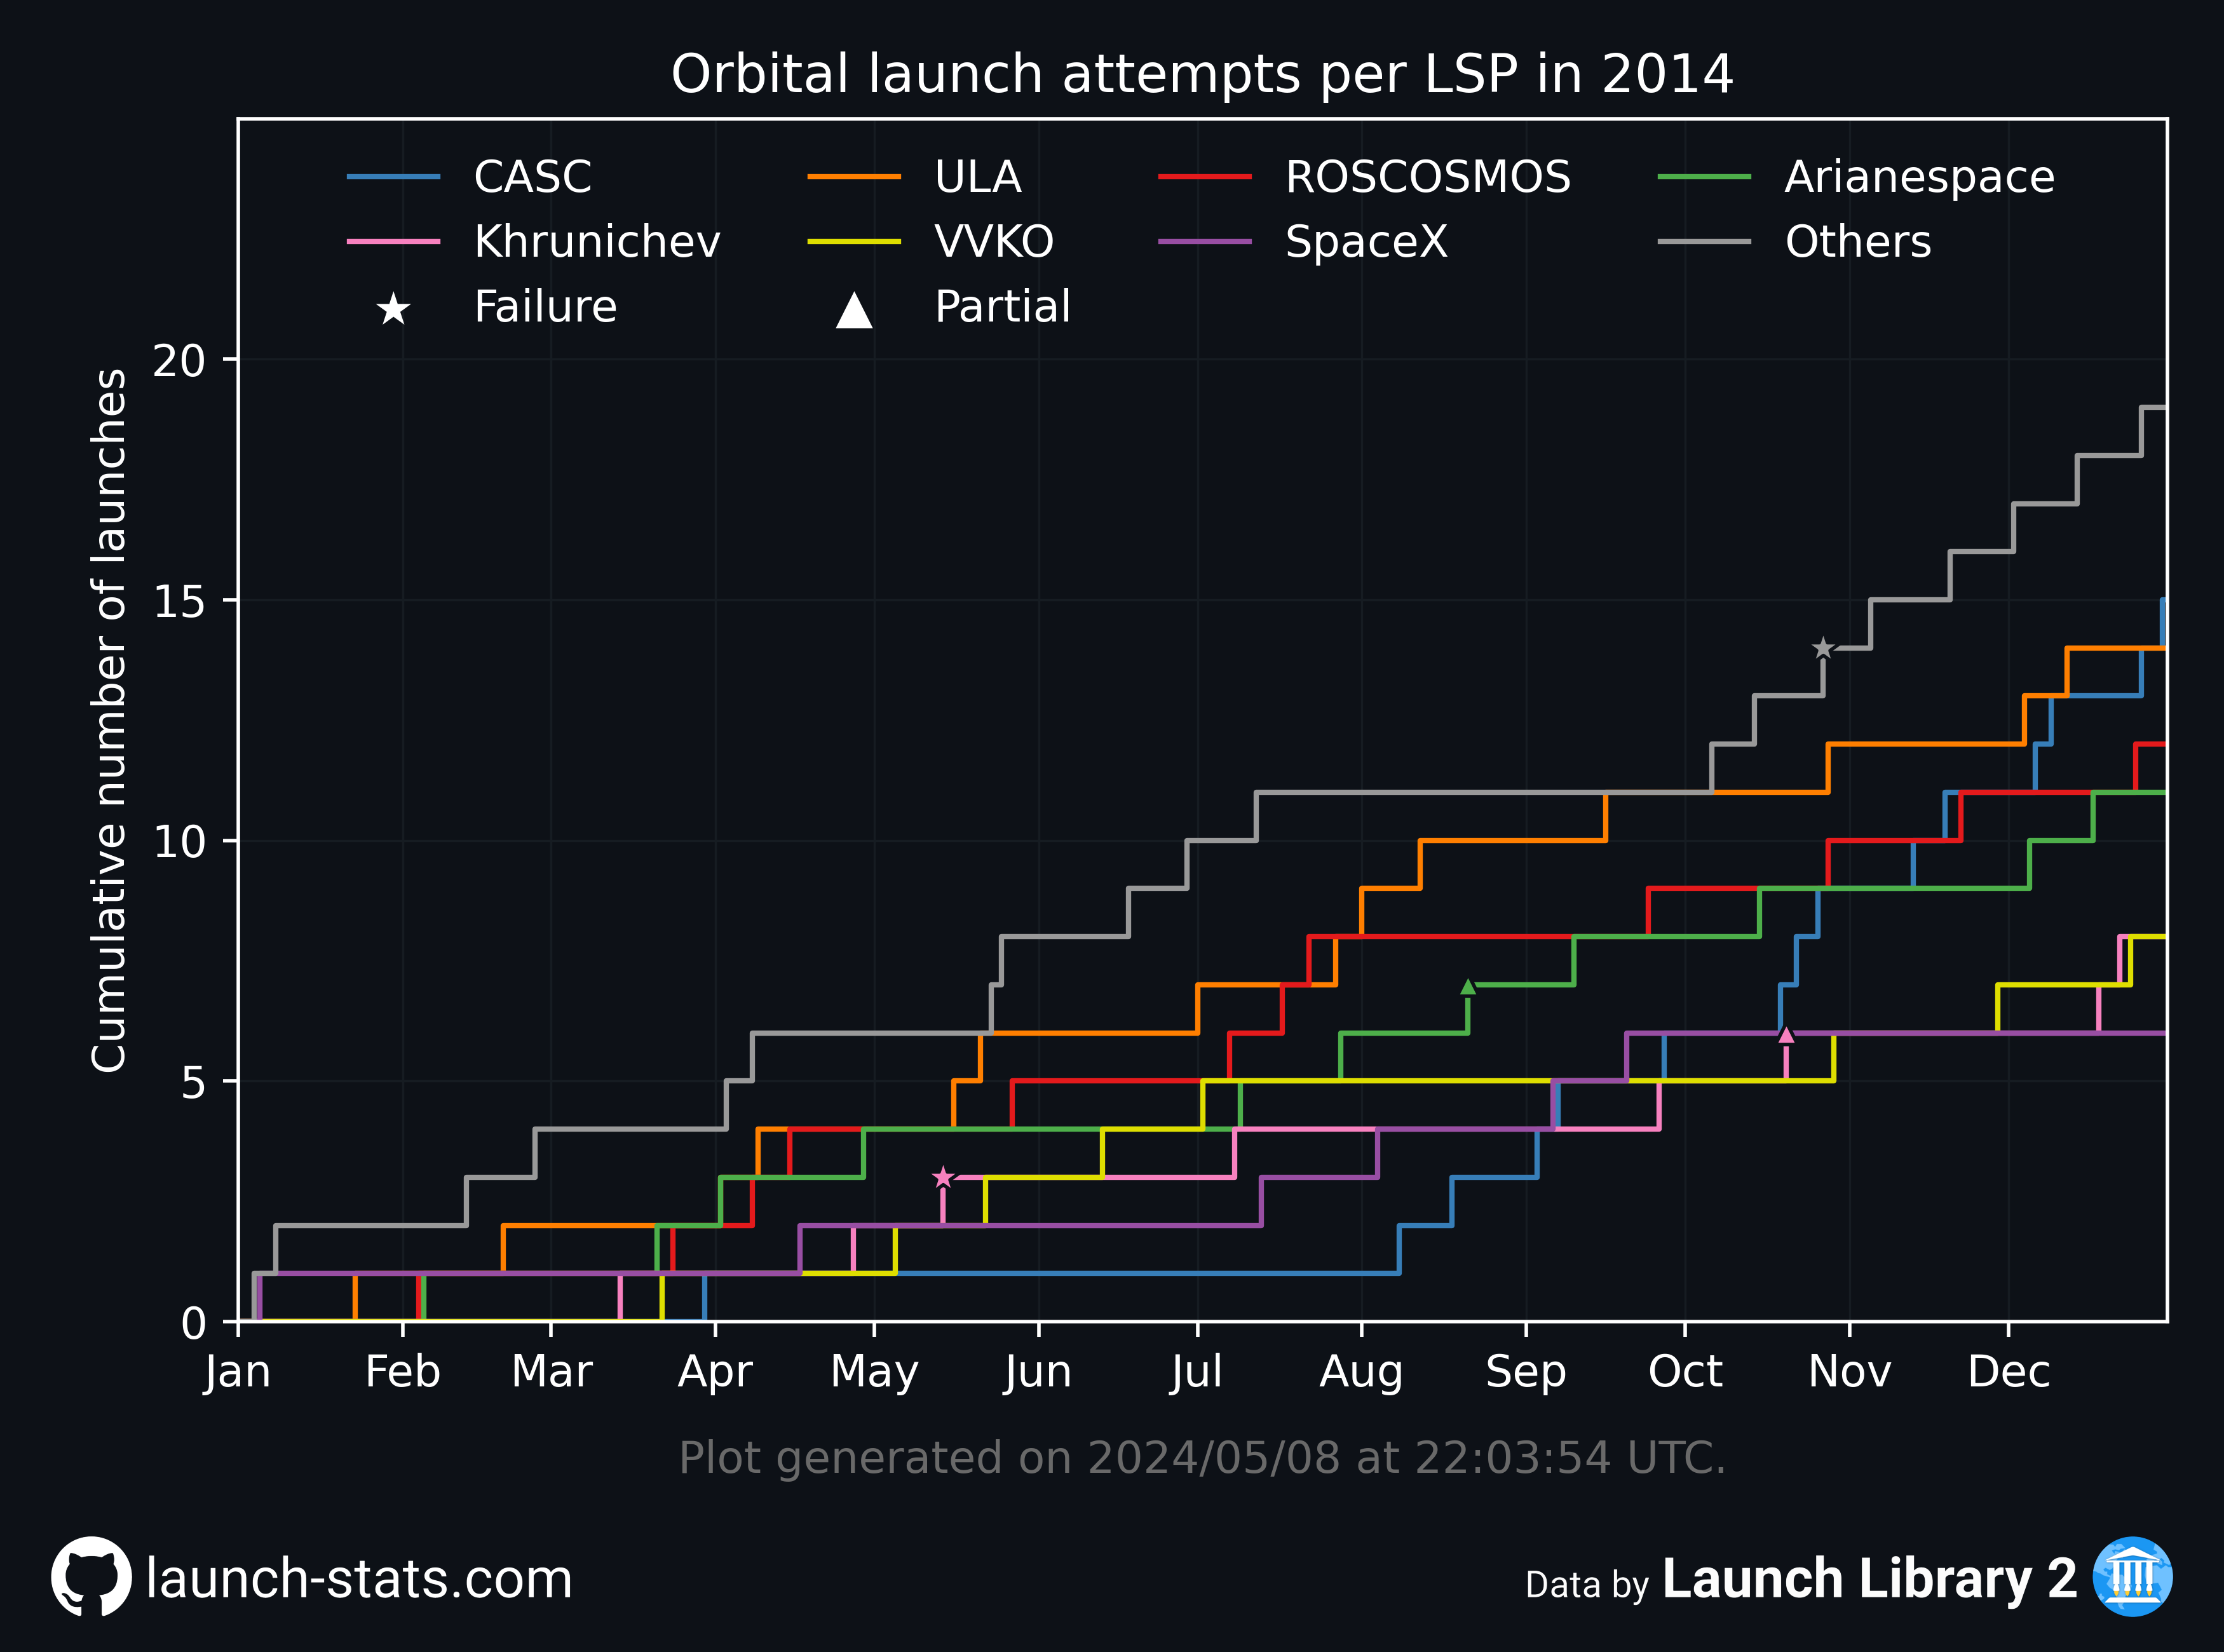 Orbital launch attempts per LSP in 2014
CASC ULA ROSCOSMOS Arianespace
Khrunichev VVKO SpaceX Others
Failure Partial
Cumulative number of launches
20
15
10
5
0
Jan Feb Mar Apr May Jun Jul Aug Sep Oct Nov Dec
Plot generated on 2024/05/08 at 22:03:54 UTC.
launch-stats.com
Data by Launch Library 2